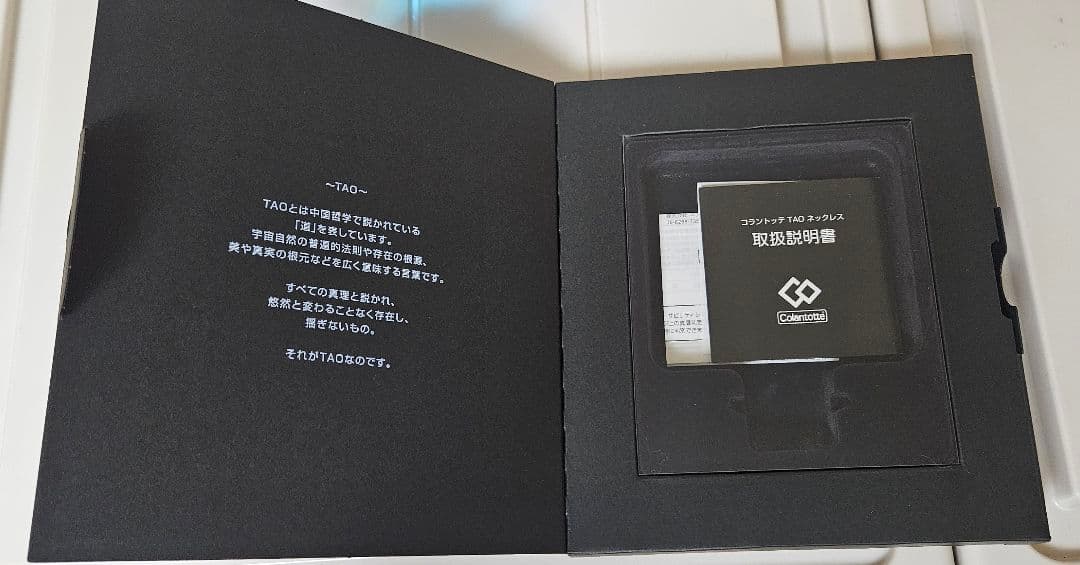 〜TAO〜
TAOとは中国哲学で説かれている
「道」を表しています。
宇宙自然の普遍的法則や存在の根源、
美や真実の根元などを広く意味する言葉です。
すべての真理と説かれ、
悠然と変わることなく存在し、
揺ぎないもの。
それがTAOなのです。
コラントッテ TAO ネックレス
取扱説明書
Colantotte